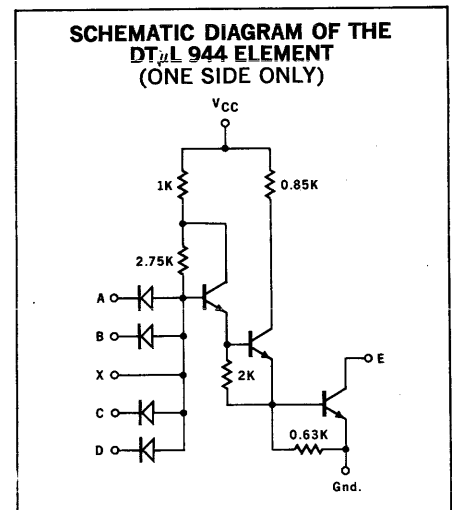 SCHEMATIC DIAGRAM OF THE
DTμL 944 ELEMENT
(ONE SIDE ONLY)
VCC
1K
0.85K
2.75K
A
B
E
X
2K
C
0.63K
D
Gnd.